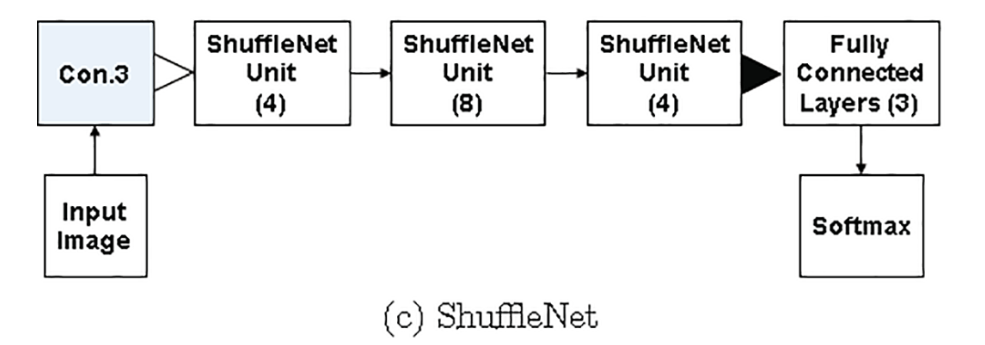 Con.3
ShuffleNet
Unit
(4)
ShuffleNet
Unit
(8)
ShuffleNet
Unit
(4)
Fully
Connected
Layers (3)
Input
Image
Softmax
(c) ShuffleNet